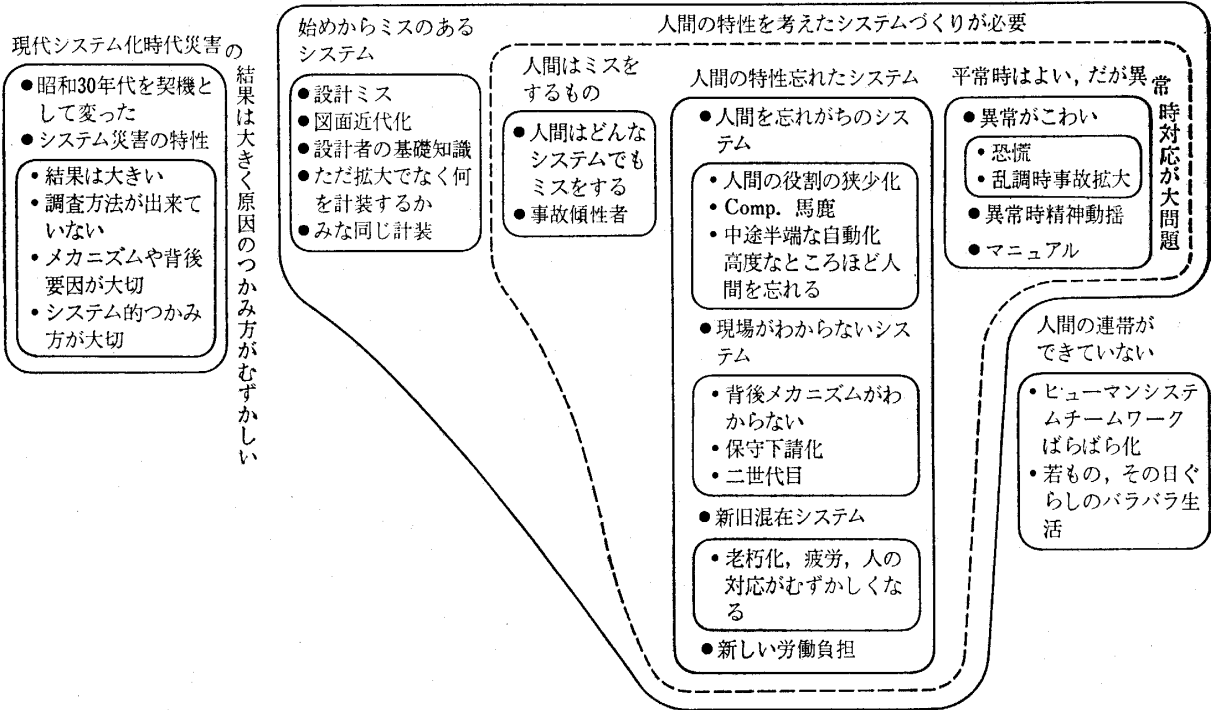 現代システム化時代災害の結果は大きく原因のつかみ方がむずかしい
●昭和30年代を契機と
して変った
●システム災害の特性
・結果は大きい
・調査方法が出来て
いない
・メカニズムや背後
要因が大切
・システム的つかみ
方が大切
人間の特性を考えたシステムづくりが必要
始めからミスのある
システム
●設計ミス
●図面近代化
●設計者の基礎知識
●ただ拡大でなく何
を計装するか
●みな同じ計装
人間はミスを
するもの
●人間はどんな
システムでも
ミスをする
●事故傾性者
人間の特性忘れたシステム
●人間を忘れがちのシス
テム
・人間の役割の狭少化
・Comp. 馬鹿
・中途半端な自動化
高度なところほど人
間を忘れる
●現場がわからないシス
テム
・背後メカニズムがわ
からない
・保守下請化
・二世代目
●新旧混在システム
・老朽化，疲労，人の
対応がむずかしくな
る
●新しい労働負担
平常時はよい，だが異常時対応が大問題
●異常がこわい
・恐慌
・乱調時事故拡大
●異常時精神動揺
●マニュアル
人間の連帯が
できていない
・ヒューマンシステ
ムチームワーク
ばらばら化
・若もの，その日ぐ
らしのバラバラ生
活